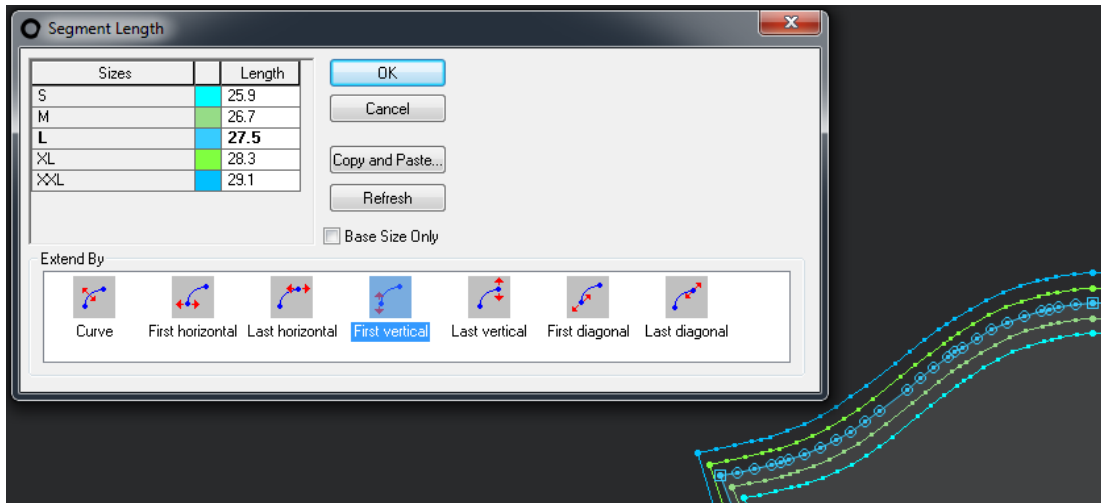 Segment Length
Sizes Length
S 25.9
M 26.7
L 27.5
XL 28.3
XXL 29.1
OK
Cancel
Copy and Paste...
Refresh
Base Size Only
Extend By
Curve First horizontal Last horizontal First vertical Last vertical First diagonal Last diagonal